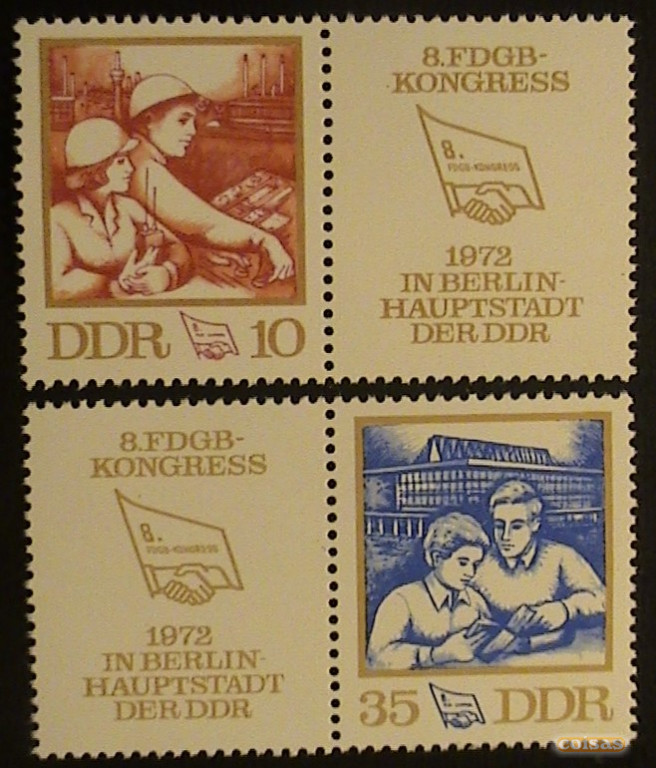 8.FDGB-
KONGRESS
8.
FDGB-KONGRESS
1972
IN BERLIN-
HAUPTSTADT
DER DDR
DDR 10
8.FDGB-
KONGRESS
8.
FDGB-KONGRESS
1972
IN BERLIN-
HAUPTSTADT
DER DDR
35 DDR
coisas